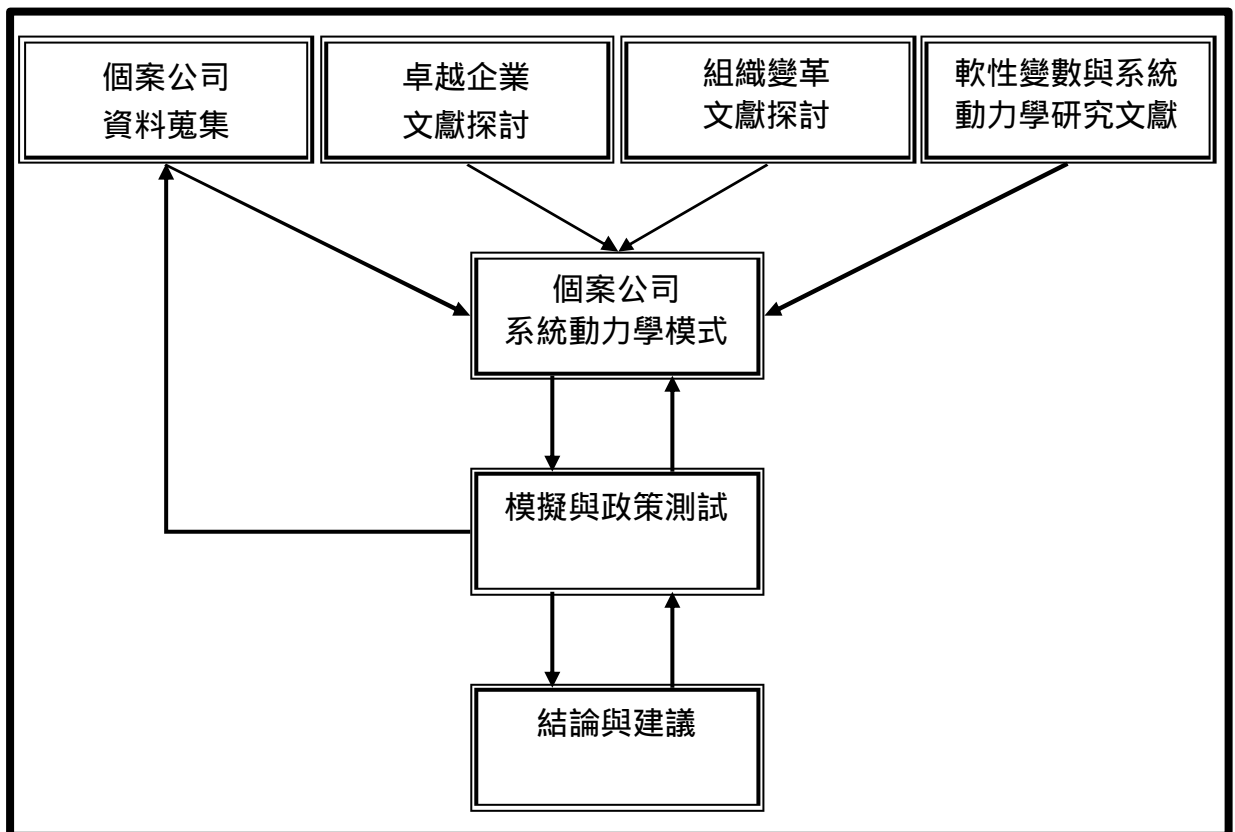 個案公司
資料蒐集
卓越企業
文獻探討
組織變革
文獻探討
軟性變數與系統
動力學研究文獻
個案公司
系統動力學模式
模擬與政策測試
結論與建議